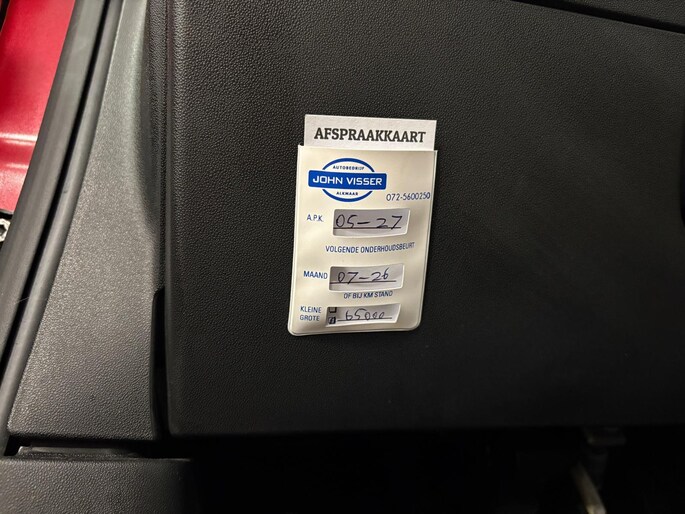 AFSPRAAKKAART
AUTOBEDRIJF
JOHN VISSER
ALKMAAR
072-5600250
A.P.K. 05-27
VOLGENDE ONDERHOUDSBEURT
MAAND 07-26
OF BIJ KM STAND
KLEINE
GROTE 65000